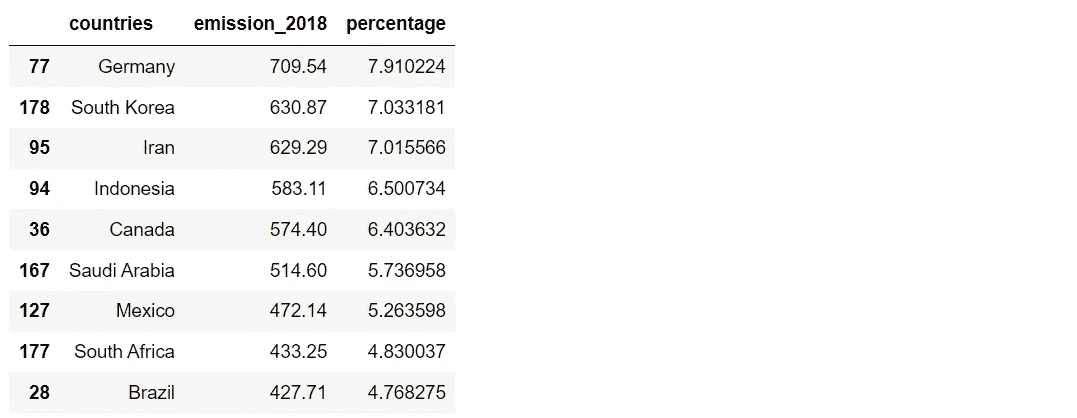 countries emission_2018 percentage
77 Germany 709.54 7.910224
178 South Korea 630.87 7.033181
95 Iran 629.29 7.015566
94 Indonesia 583.11 6.500734
36 Canada 574.40 6.403632
167 Saudi Arabia 514.60 5.736958
127 Mexico 472.14 5.263598
177 South Africa 433.25 4.830037
28 Brazil 427.71 4.768275